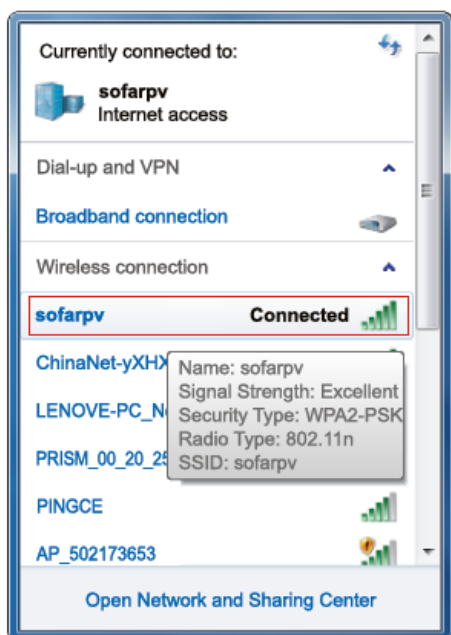 Currently connected to:
sofarpv
Internet access
Dial-up and VPN
Broadband connection
Wireless connection
sofarpv Connected
ChinaNet-yXHX
Name: sofarpv
Signal Strength: Excellent
LENOVE-PC_N
Security Type: WPA2-PSK
Radio Type: 802.11n
PRISM_00_20_25
SSID: sofarpv
PINGCE
AP_502173653
Open Network and Sharing Center